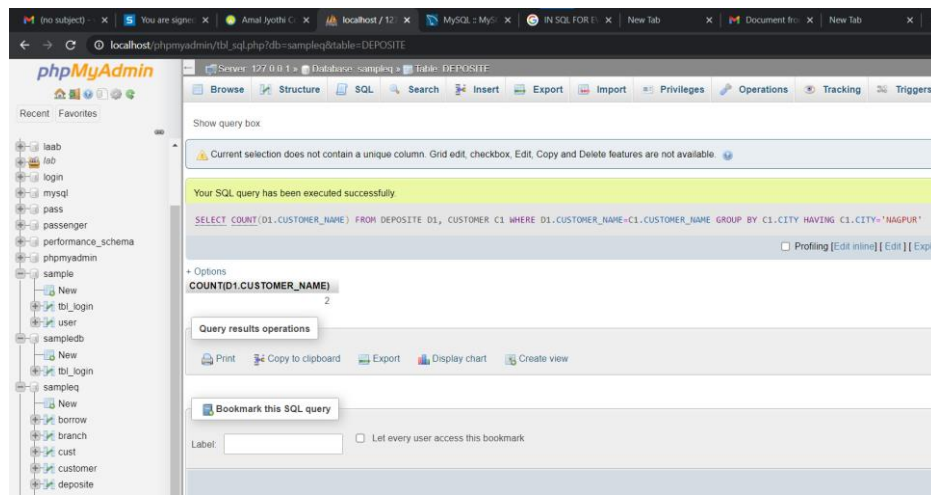 (no subject) -
You are signed
Amal Jyothi C
localhost / 127
MySQL :: MyS
IN SQL FOR E
New Tab
Document fro
New Tab
localhost/phpmyadmin/tbl_sql.php?db=sampleq&table=DEPOSITE
phpMyAdmin
Recent Favorites
laab
lab
login
mysql
pass
passenger
performance_schema
phpmyadmin
sample
New
tbl_login
user
sampledb
New
tbl_login
sampleq
New
borrow
branch
cust
customer
deposite
Server: 127.0.0.1 » Database: sampleq » Table: DEPOSITE
Browse Structure SQL Search Insert Export Import Privileges Operations Tracking Triggers
Show query box
Current selection does not contain a unique column. Grid edit, checkbox, Edit, Copy and Delete features are not available.
Your SQL query has been executed successfully.
SELECT COUNT(D1.CUSTOMER_NAME) FROM DEPOSITE D1, CUSTOMER C1 WHERE D1.CUSTOMER_NAME=C1.CUSTOMER_NAME GROUP BY C1.CITY HAVING C1.CITY='NAGPUR'
Profiling [Edit inline] [ Edit ] [ Expl
+ Options
COUNT(D1.CUSTOMER_NAME)
2
Query results operations
Print Copy to clipboard Export Display chart Create view
Bookmark this SQL query
Label: Let every user access this bookmark